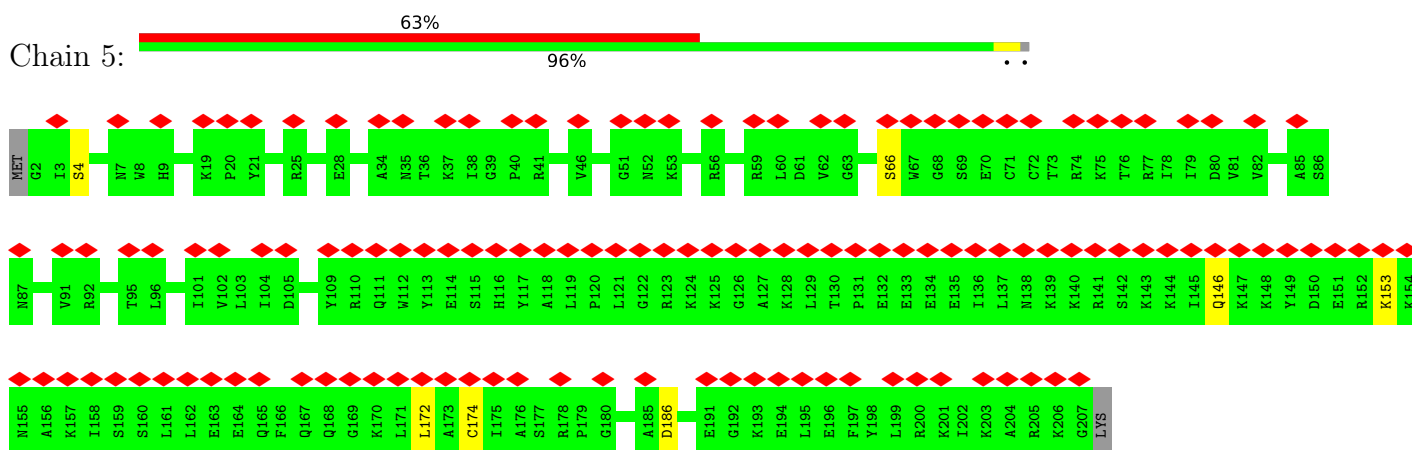 63%
Chain 5:
96%
• •
MET G2 I3 S4 N7 W8 H9 K19 P20 Y21 R25 E28 A34 N35 T36 K37 I38 G39 P40 R41 V46 G51 N52 K53 R56 R59 L60 D61 V62 G63 S66 W67 G68 S69 E70 C71 C72 T73 R74 K75 T76 R77 I78 I79 D80 V81 V82 A85 S86
N87 V91 R92 T95 L96 I101 V102 L103 I104 D105 Y109 R110 Q111 W112 Y113 E114 S115 H116 Y117 A118 L119 P120 L121 G122 R123 K124 K125 G126 A127 K128 L129 T130 P131 E132 E133 E134 E135 I136 L137 N138 K139 K140 R141 S142 K143 K144 I145 Q146 K147 K148 Y149 D150 E151 R152 K153 K154
N155 A156 K157 I158 S159 S160 L161 L162 E163 E164 Q165 F166 Q167 Q168 G169 K170 L171 L172 A173 C174 I175 A176 S177 R178 P179 G180 A185 D186 E191 G192 K193 E194 L195 E196 F197 Y198 L199 R200 K201 I202 K203 A204 R205 K206 G207 LYS